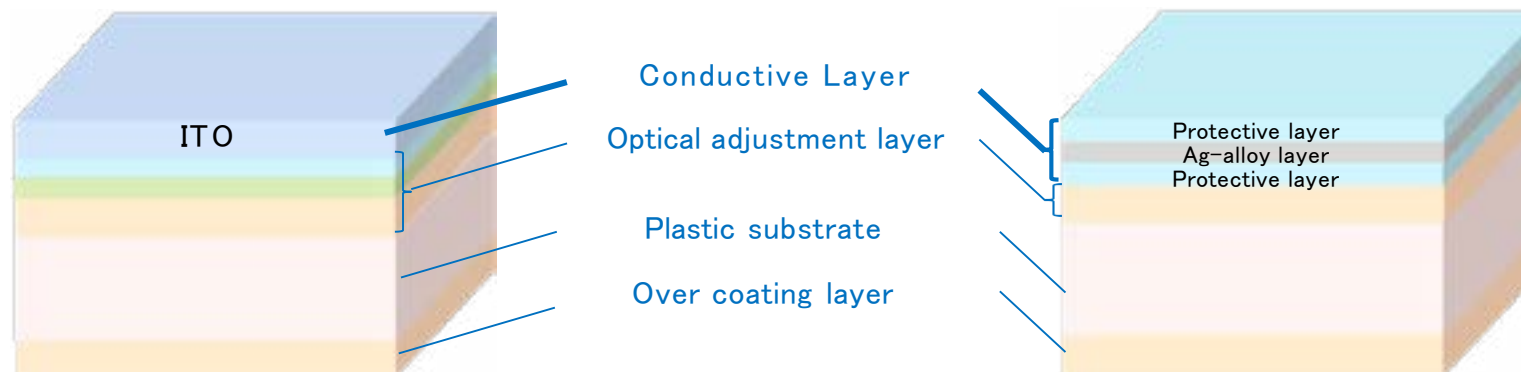 ITO
Conductive Layer
Optical adjustment layer
Plastic substrate
Over coating layer
Protective layer
Ag-alloy layer
Protective layer